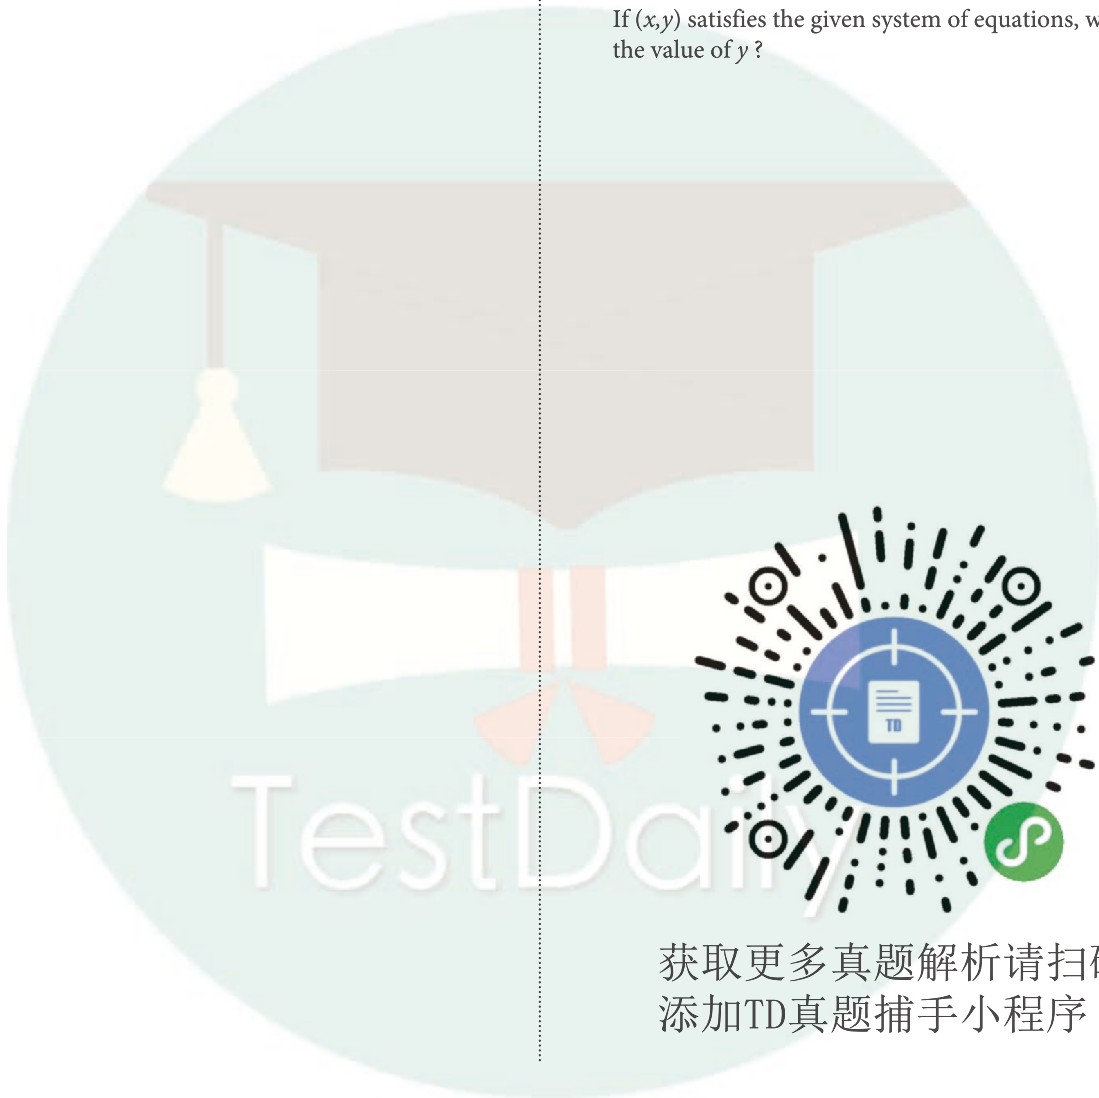 If (x,y) satisfies the given system of equations, w
the value of y ?
TD
TestDaily
获取更多真题解析请扫
添加TD真题捕手小程序